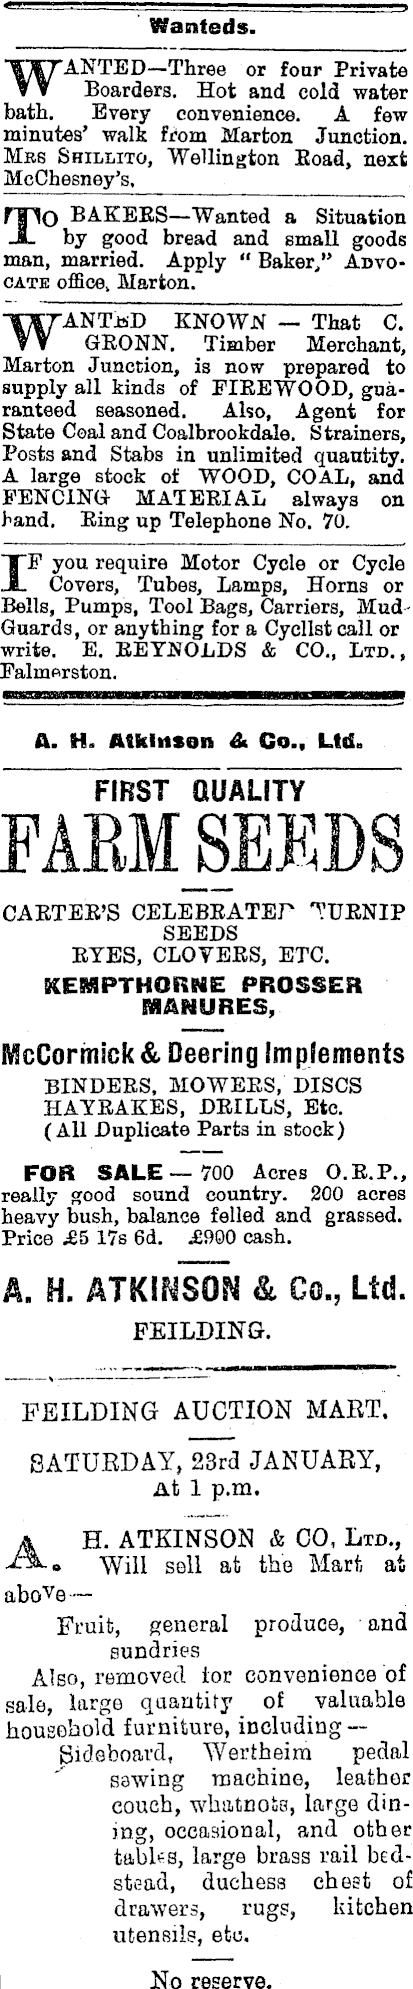 Wanteds.
WANTED—Three or four Private
Boarders. Hot and cold water
bath. Every convenience. A few
minutes' walk from Marton Junction.
MRS SHILLITO, Wellington Road, next
McChesney's.
TO BAKERS—Wanted a Situation
by good bread and small goods
man, married. Apply "Baker," ADVO-
CATE office, Marton.
WANTED KNOWN — That C.
GRONN. Timber Merchant,
Marton Junction, is now prepared to
supply all kinds of FIREWOOD, gua-
ranteed seasoned. Also, Agent for
State Coal and Coalbrookdale. Strainers,
Posts and Stabs in unlimited quantity.
A large stock of WOOD, COAL, and
FENCING MATERIAL always on
hand. Ring up Telephone No. 70.
IF you require Motor Cycle or Cycle
Covers, Tubes, Lamps, Horns or
Bells, Pumps, Tool Bags, Carriers, Mud-
Guards, or anything for a Cyclist call or
write. E. REYNOLDS & CO., LTD.,
Palmerston.
A. H. Atkinson & Co., Ltd.
FIRST QUALITY
FARM SEEDS
CARTER'S CELEBRATED TURNIP
SEEDS
RYES, CLOVERS, ETC.
KEMPTHORNE PROSSER
MANURES,
McCormick & Deering Implements
BINDERS, MOWERS, DISCS
HAYRAKES, DRILLS, Etc.
(All Duplicate Parts in stock)
FOR SALE — 700 Acres O.R.P.,
really good sound country. 200 acres
heavy bush, balance felled and grassed.
Price £5 17s 6d. £900 cash.
A. H. ATKINSON & Co., Ltd.
FEILDING.
FEILDING AUCTION MART.
SATURDAY, 23rd JANUARY,
At 1 p.m.
A. H. ATKINSON & CO, LTD.,
Will sell at the Mart at
above—
Fruit, general produce, and
sundries
Also, removed for convenience of
sale, large quantity of valuable
household furniture, including—
Sideboard, Wertheim pedal
sewing machine, leather
couch, whatnots, large din-
ing, occasional, and other
tables, large brass rail bed-
stead, duchess chest of
drawers, rugs, kitchen
utensils, etc.
No reserve.